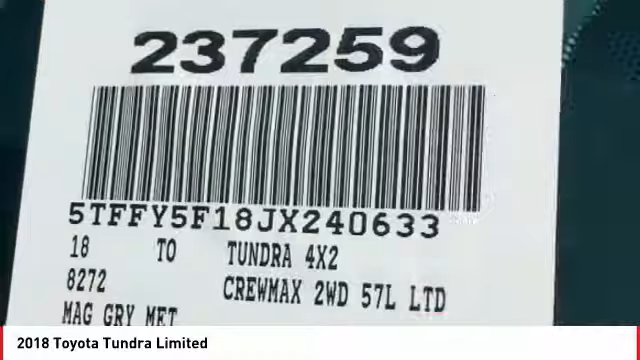 237259
5TFFY5F18JX240633
18 TO TUNDRA 4X2
8272 CREWMAX 2WD 57L LTD
MAG GRY MET
2018 Toyota Tundra Limited